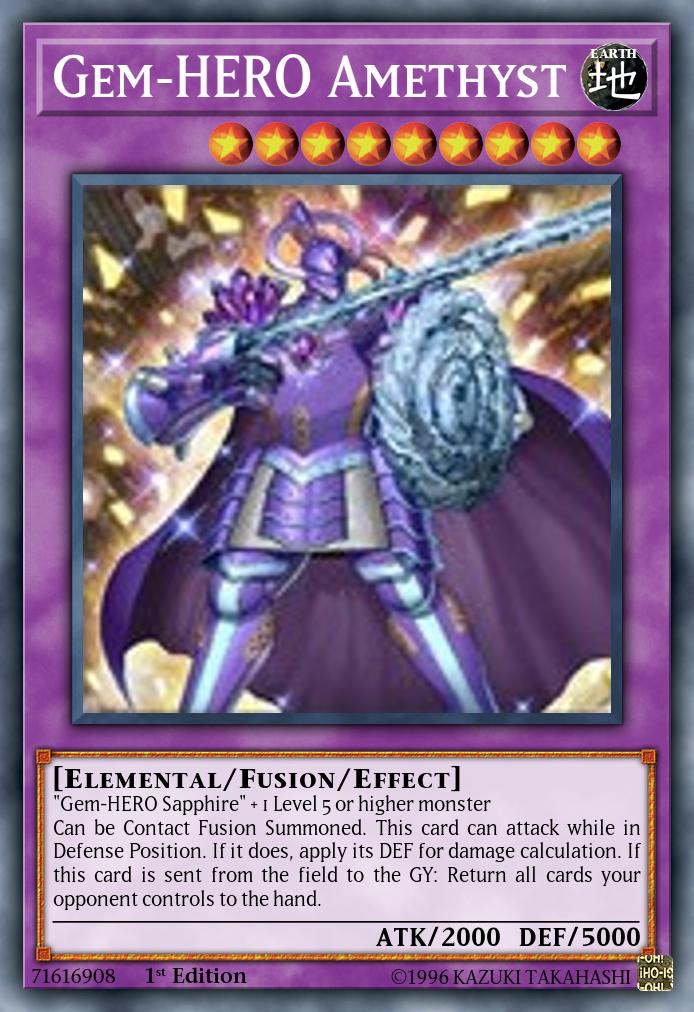 GEM-HERO AMETHYST
EARTH
地
[ELEMENTAL/FUSION/EFFECT]
"Gem-HERO Sapphire" + 1 Level 5 or higher monster
Can be Contact Fusion Summoned. This card can attack while in
Defense Position. If it does, apply its DEF for damage calculation. If
this card is sent from the field to the GY: Return all cards your
opponent controls to the hand.
ATK/2000 DEF/5000
71616908 1st Edition ©1996 KAZUKI TAKAHASHI